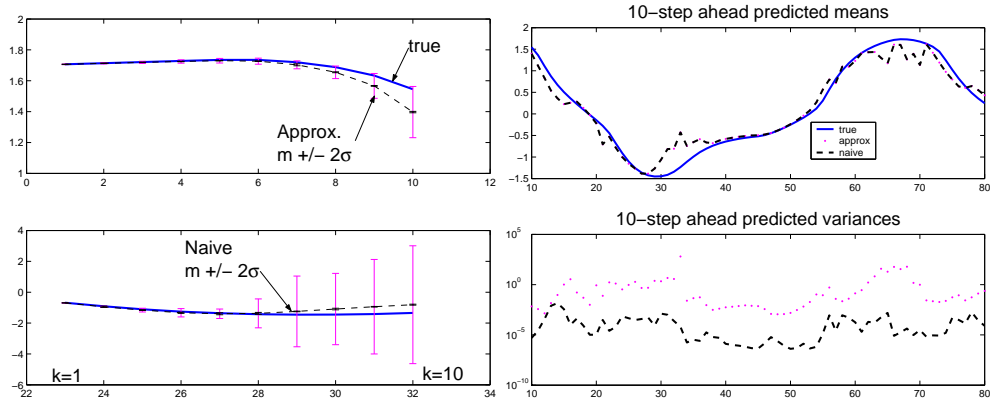 2
1.8
1.6
1.4
1.2
1
0 2 4 6 8 10 12
true
Approx.
m +/− 2σ
4
2
0
−2
−4
−6
22 24 26 28 30 32 34
Naive
m +/− 2σ
k=1
k=10
10−step ahead predicted means
2
1.5
1
0.5
0
−0.5
−1
−1.5
10 20 30 40 50 60 70 80
true
approx
naive
10−step ahead predicted variances
10^5
10^0
10^−5
10^−10
10 20 30 40 50 60 70 80